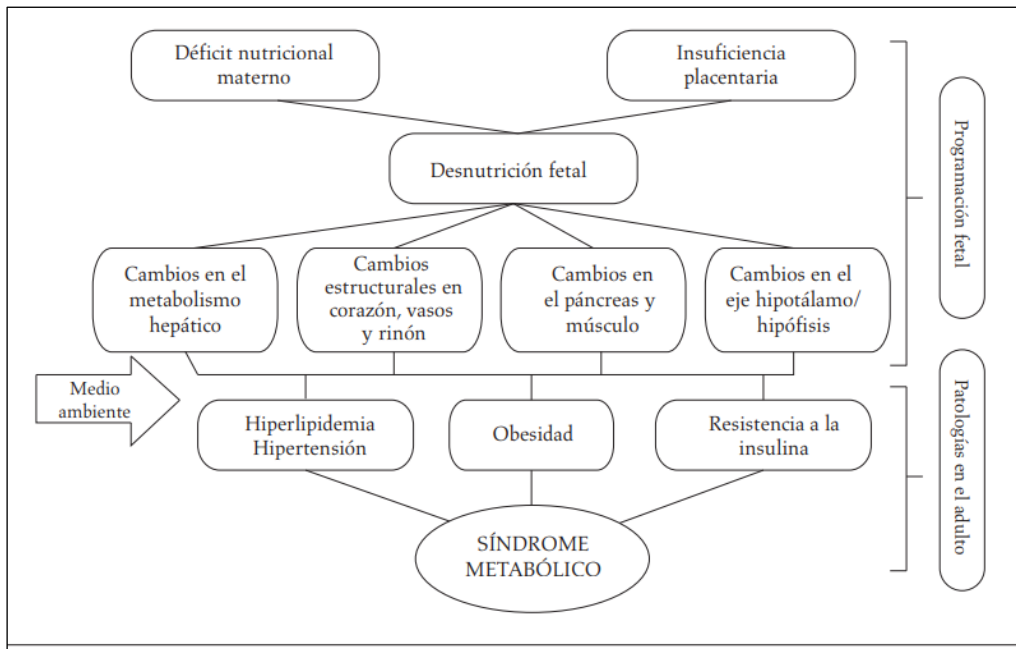 Déficit nutricional
materno
Insuficiencia
placentaria
Desnutrición fetal
Cambios en el
metabolismo
hepático
Cambios
estructurales en
corazón, vasos
y rinón
Cambios en
el páncreas y
músculo
Cambios en el
eje hipotálamo/
hipófisis
Programación fetal
Medio
ambiente
Hiperlipidemia
Hipertensión
Obesidad
Resistencia a la
insulina
SÍNDROME
METABÓLICO
Patologías en el adulto